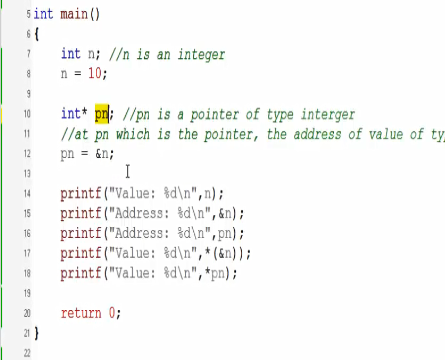 5 int main()
6 {
7 int n; //n is an integer
8 n = 10;
9
10 int* pn; //pn is a pointer of type interger
11 //at pn which is the pointer, the address of value of ty
12 pn = &n;
13
14 printf("Value: %d\n",n);
15 printf("Address: %d\n",&n);
16 printf("Address: %d\n",pn);
17 printf("Value: %d\n",*(&n));
18 printf("Value: %d\n",*pn);
19
20 return 0;
21 }
22